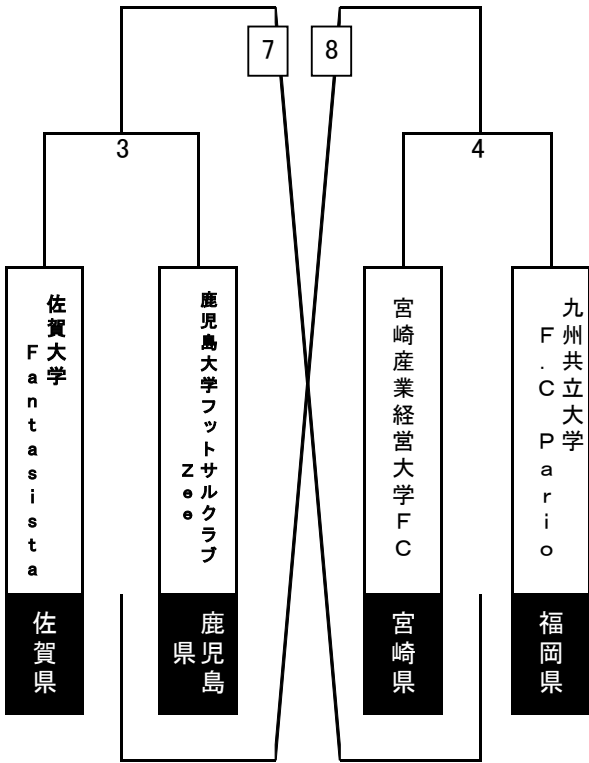 7
8
3
4
佐賀大学
Fantasista
鹿児島大学フットサルクラブ
Zee
宮崎産業経営大学FC
九州共立大学
F.C Pario
佐賀県
鹿児島
県
宮崎県
福岡県